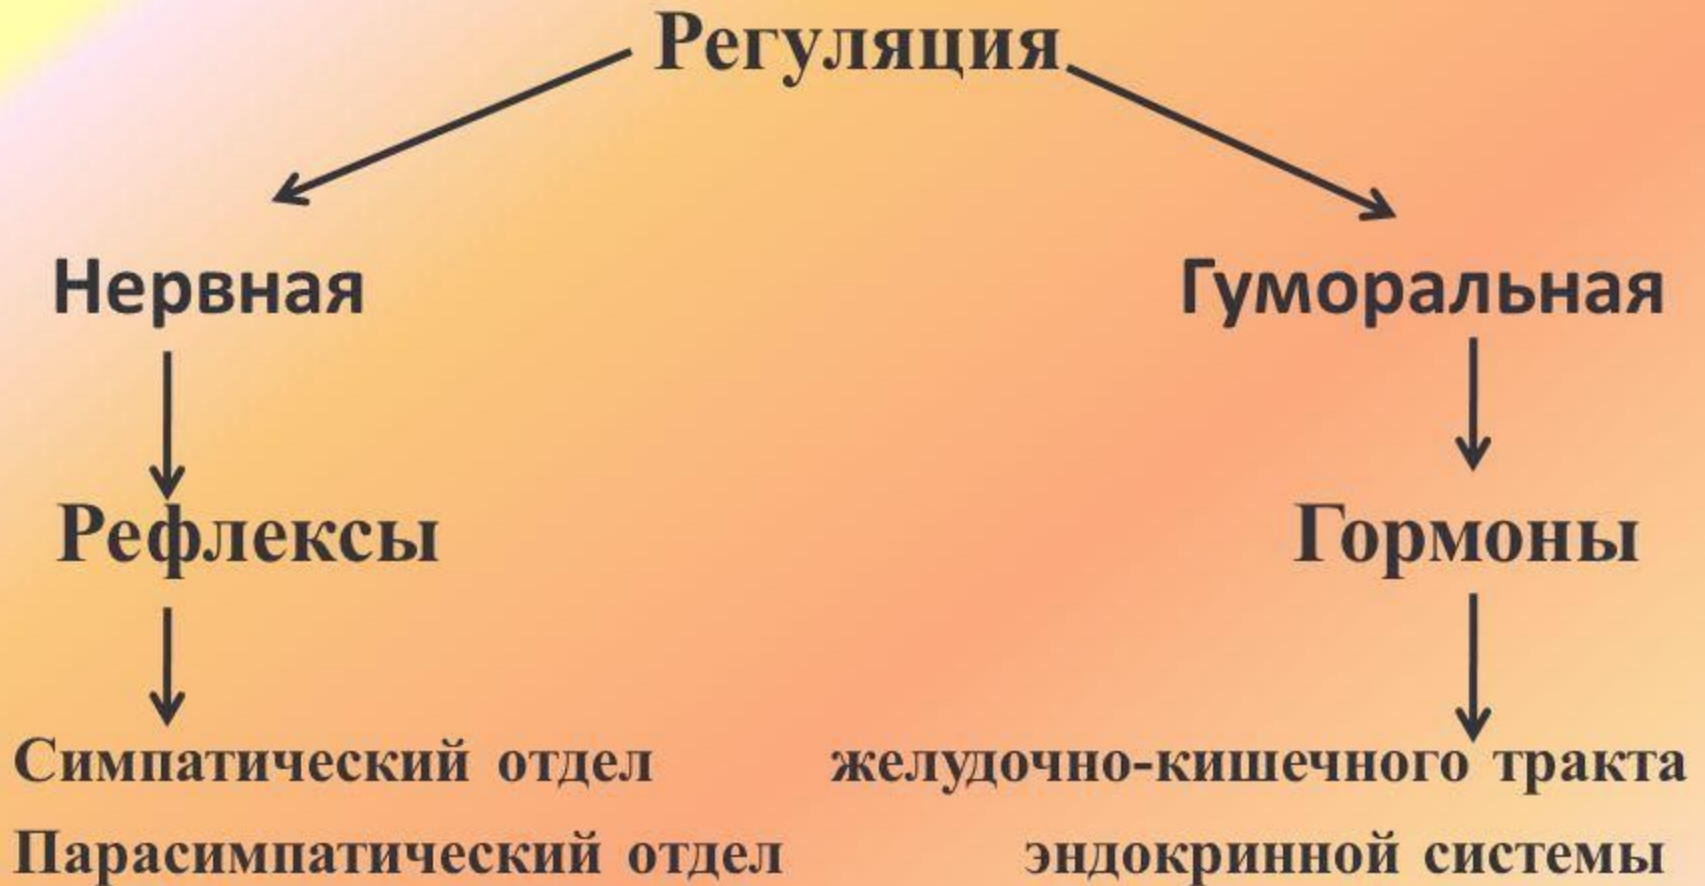 Регуляция
Нервная
Гуморальная
Рефлексы
Гормоны
Симпатический отдел
желудочно-кишечного тракта
Парасимпатический отдел
эндокринной системы